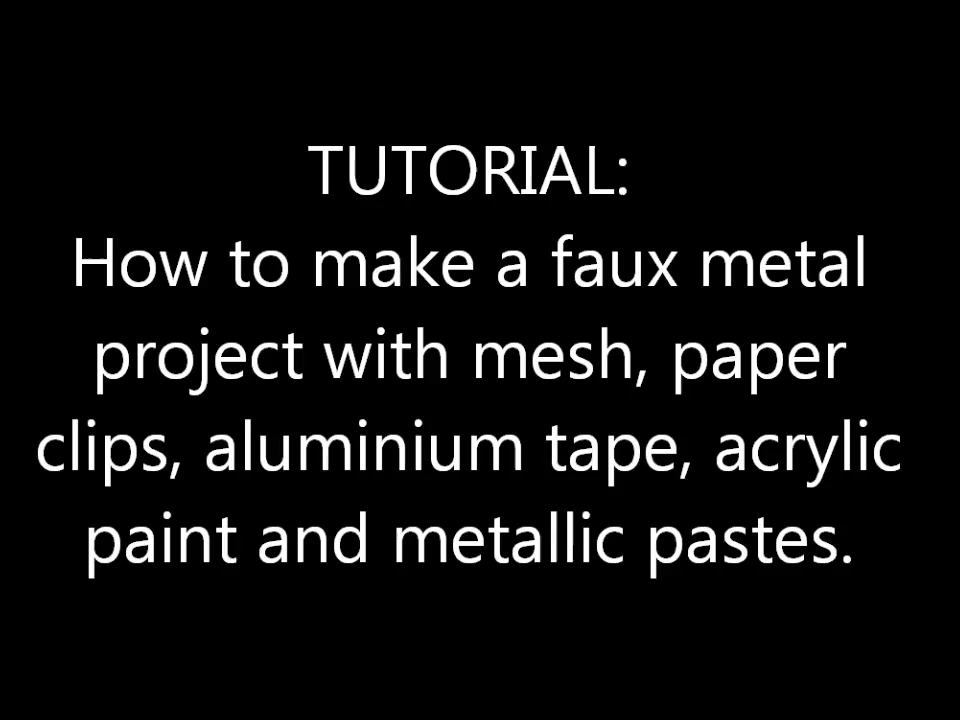 TUTORIAL:
How to make a faux metal
project with mesh, paper
clips, aluminium tape, acrylic
paint and metallic pastes.